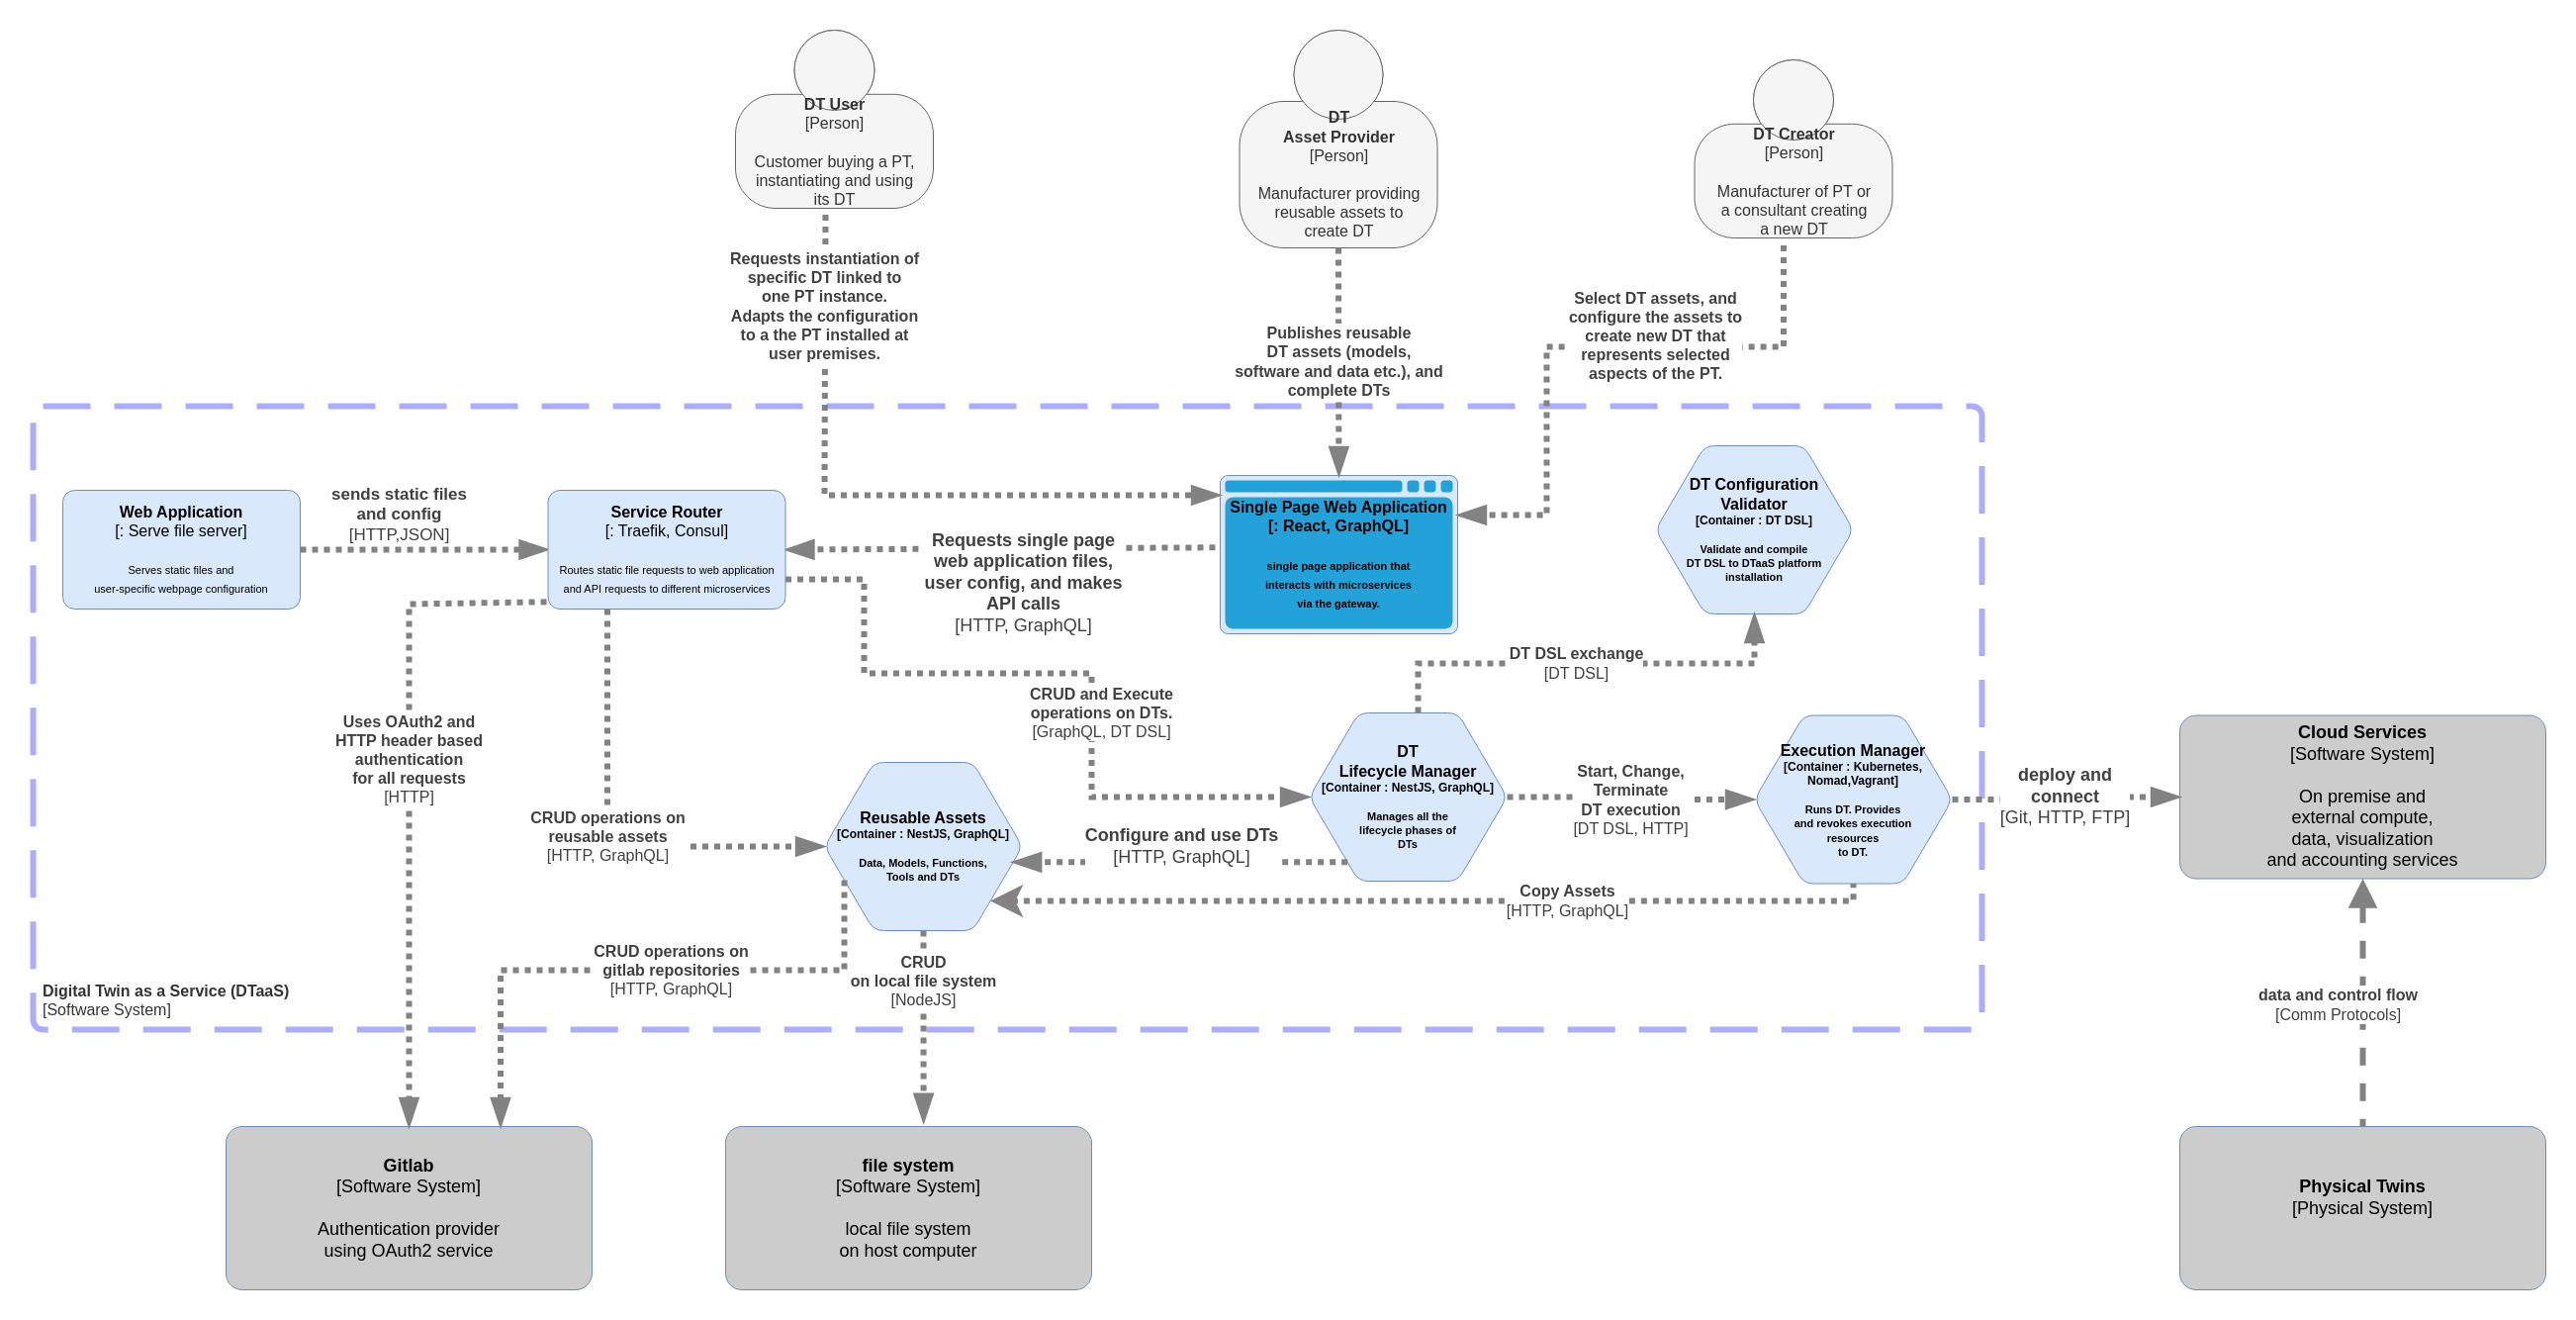 DT User
[Person]
Customer buying a PT,
instantiating and using
its DT
DT
Asset Provider
[Person]
Manufacturer providing
reusable assets to
create DT
DT Creator
[Person]
Manufacturer of PT or
a consultant creating
a new DT
Requests instantiation of
specific DT linked to
one PT instance.
Adapts the configuration
to a the PT installed at
user premises.
Publishes reusable
DT assets (models,
software and data etc.), and
complete DTs
Select DT assets, and
configure the assets to
create new DT that
represents selected
aspects of the PT.
Web Application
[: Serve file server]
Serves static files and
user-specific webpage configuration
sends static files
and config
[HTTP,JSON]
Service Router
[: Traefik, Consul]
Routes static file requests to web application
and API requests to different microservices
Requests single page
web application files,
user config, and makes
API calls
[HTTP, GraphQL]
Single Page Web Application
[: React, GraphQL]
single page application that
interacts with microservices
via the gateway.
DT Configuration
Validator
[Container : DT DSL]
Validate and compile
DT DSL to DTaaS platform
installation
DT DSL exchange
[DT DSL]
Uses OAuth2 and
HTTP header based
authentication
for all requests
[HTTP]
CRUD and Execute
operations on DTs.
[GraphQL, DT DSL]
CRUD operations on
reusable assets
[HTTP, GraphQL]
Reusable Assets
[Container : NestJS, GraphQL]
Data, Models, Functions,
Tools and DTs
Configure and use DTs
[HTTP, GraphQL]
DT
Lifecycle Manager
[Container : NestJS, GraphQL]
Manages all the
lifecycle phases of
DTs
Start, Change,
Terminate
DT execution
[DT DSL, HTTP]
Execution Manager
[Container : Kubernetes,
Nomad,Vagrant]
Runs DT. Provides
and revokes execution
resources
to DT.
deploy and
connect
[Git, HTTP, FTP]
Cloud Services
[Software System]
On premise and
external compute,
data, visualization
and accounting services
Copy Assets
[HTTP, GraphQL]
CRUD operations on
gitlab repositories
[HTTP, GraphQL]
CRUD
on local file system
[NodeJS]
Digital Twin as a Service (DTaaS)
[Software System]
data and control flow
[Comm Protocols]
Gitlab
[Software System]
Authentication provider
using OAuth2 service
file system
[Software System]
local file system
on host computer
Physical Twins
[Physical System]